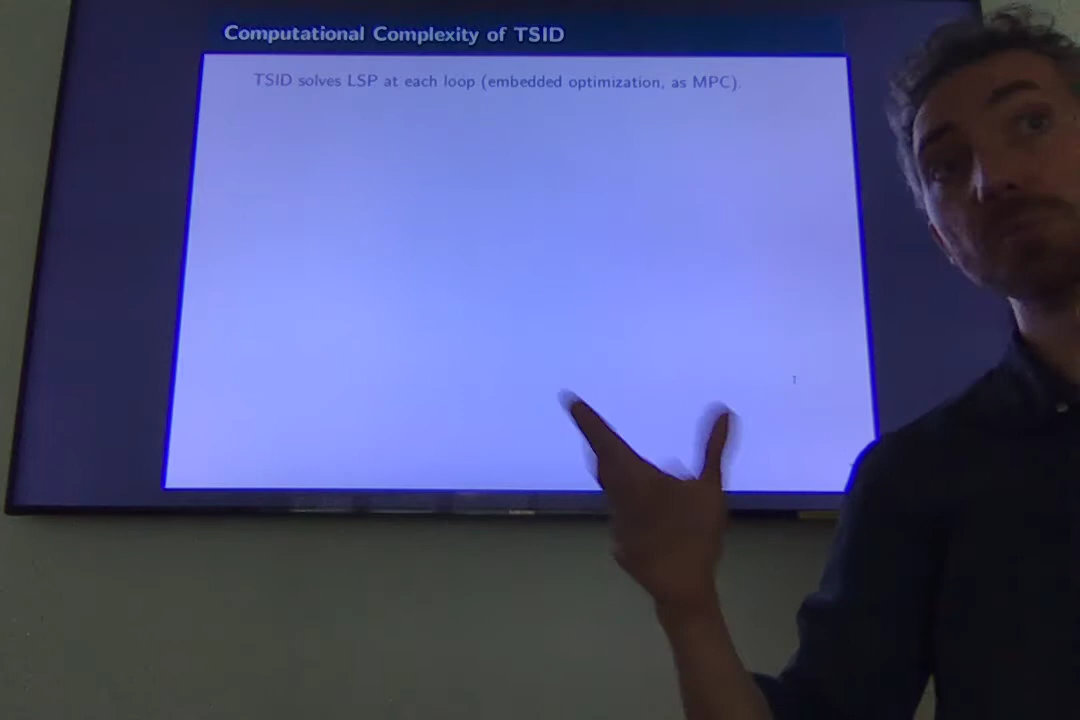 Computational Complexity of TSID
TSID solves LSP at each loop (embedded optimization, as MPC).